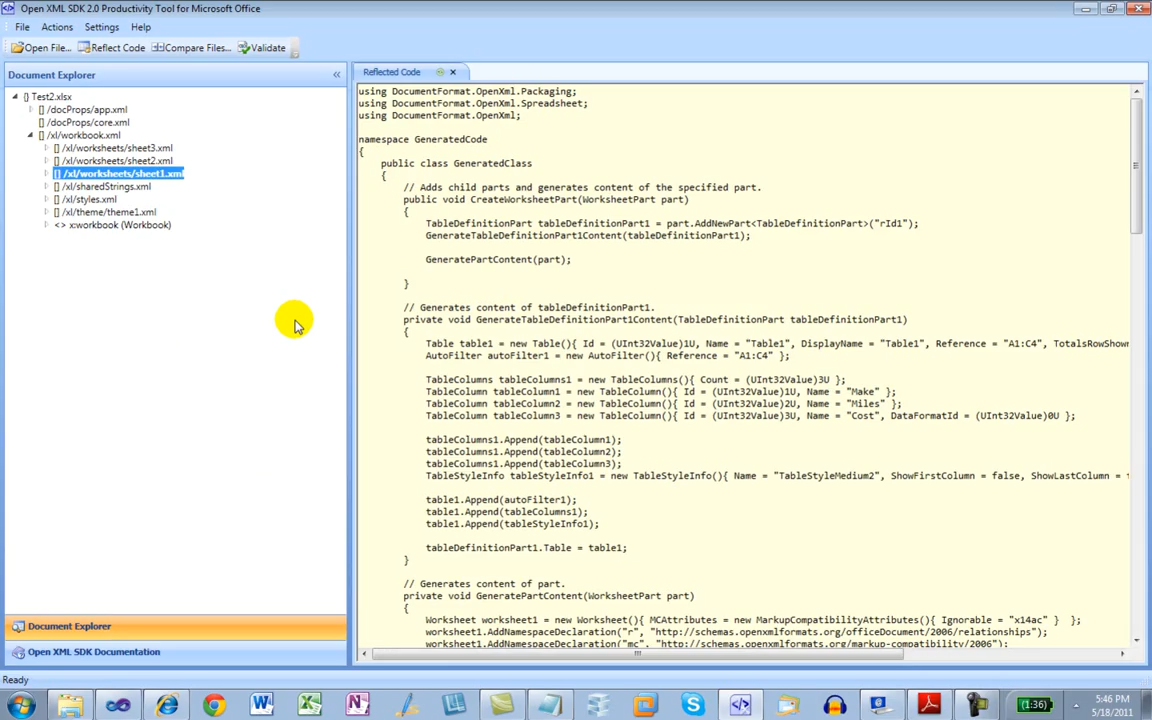 Open XML SDK 2.0 Productivity Tool for Microsoft Office
File Actions Settings Help
Open File... Reflect Code Compare Files... Validate
Document Explorer
Test2.xlsx
/docProps/app.xml
/docProps/core.xml
/xl/workbook.xml
/xl/worksheets/sheet3.xml
/xl/worksheets/sheet2.xml
/xl/worksheets/sheet1.xml
/xl/sharedStrings.xml
/xl/styles.xml
/xl/theme/theme1.xml
<> x:workbook (Workbook)
Document Explorer
Open XML SDK Documentation
Reflected Code
using DocumentFormat.OpenXml.Packaging;
using DocumentFormat.OpenXml.Spreadsheet;
using DocumentFormat.OpenXml;
namespace GeneratedCode
{
public class GeneratedClass
{
// Adds child parts and generates content of the specified part.
public void CreateWorksheetPart(WorksheetPart part)
{
TableDefinitionPart tableDefinitionPart1 = part.AddNewPart<TableDefinitionPart>("rId1");
GenerateTableDefinitionPart1Content(tableDefinitionPart1);
GeneratePartContent(part);
}
// Generates content of tableDefinitionPart1.
private void GenerateTableDefinitionPart1Content(TableDefinitionPart tableDefinitionPart1)
{
Table table1 = new Table(){ Id = (UInt32Value)1U, Name = "Table1", DisplayName = "Table1", Reference = "A1:C4", TotalsRowShown
AutoFilter autoFilter1 = new AutoFilter(){ Reference = "A1:C4" };
TableColumns tableColumns1 = new TableColumns(){ Count = (UInt32Value)3U };
TableColumn tableColumn1 = new TableColumn(){ Id = (UInt32Value)1U, Name = "Make" };
TableColumn tableColumn2 = new TableColumn(){ Id = (UInt32Value)2U, Name = "Miles" };
TableColumn tableColumn3 = new TableColumn(){ Id = (UInt32Value)3U, Name = "Cost", DataFormatId = (UInt32Value)0U };
tableColumns1.Append(tableColumn1);
tableColumns1.Append(tableColumn2);
tableColumns1.Append(tableColumn3);
TableStyleInfo tableStyleInfo1 = new TableStyleInfo(){ Name = "TableStyleMedium2", ShowFirstColumn = false, ShowLastColumn =
table1.Append(autoFilter1);
table1.Append(tableColumns1);
table1.Append(tableStyleInfo1);
tableDefinitionPart1.Table = table1;
}
// Generates content of part.
private void GeneratePartContent(WorksheetPart part)
{
Worksheet worksheet1 = new Worksheet(){ MCAttributes = new MarkupCompatibilityAttributes(){ Ignorable = "x14ac" } };
worksheet1.AddNamespaceDeclaration("r", "http://schemas.openxmlformats.org/officeDocument/2006/relationships");
worksheet1.AddNamespaceDeclaration("mc", "http://schemas.openxmlformats.org/markup-compatibility/2006");
Ready
(1:36)
5:46 PM
5/18/2011